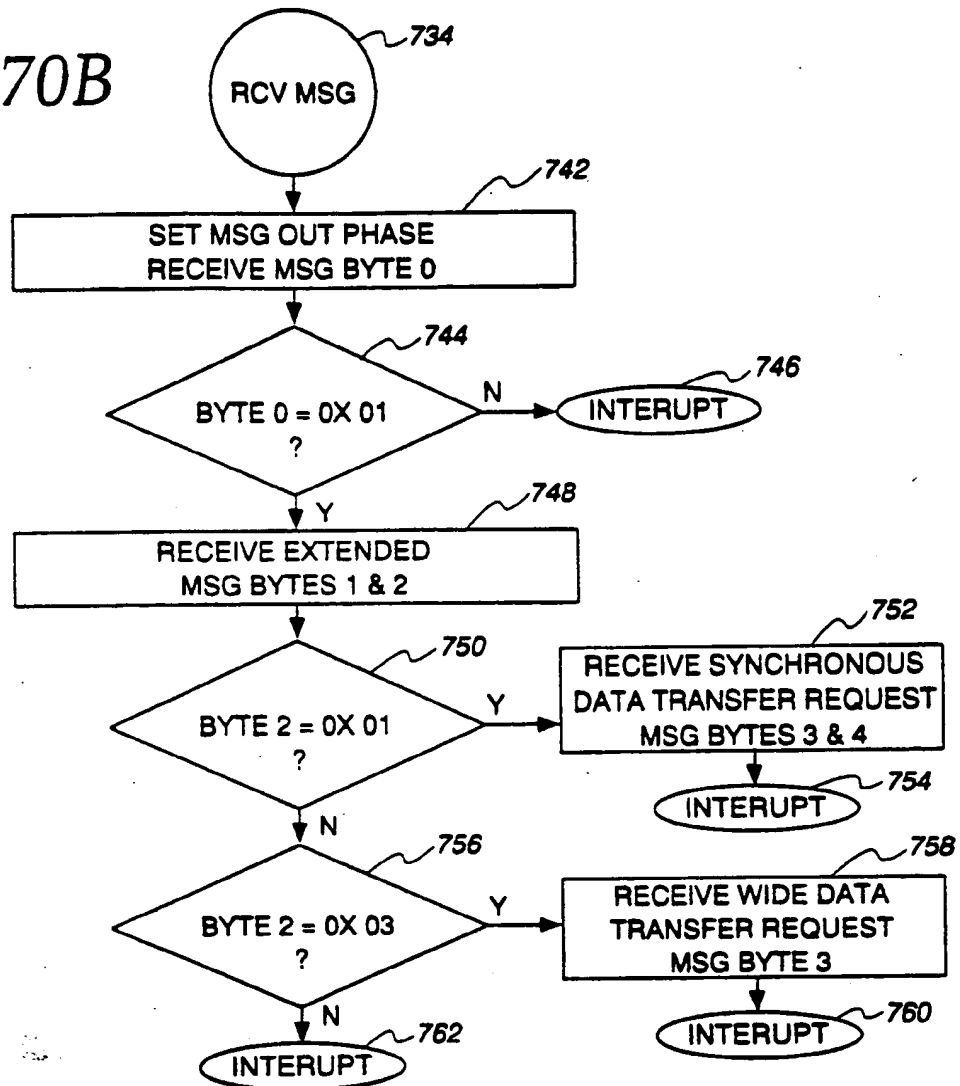 70B
734
RCV MSG
742
SET MSG OUT PHASE
RECEIVE MSG BYTE 0
744
BYTE 0 = 0X 01
?
N
746
INTERUPT
Y
748
RECEIVE EXTENDED
MSG BYTES 1 & 2
750
BYTE 2 = 0X 01
?
Y
752
RECEIVE SYNCHRONOUS
DATA TRANSFER REQUEST
MSG BYTES 3 & 4
754
INTERUPT
N
756
BYTE 2 = 0X 03
?
Y
758
RECEIVE WIDE DATA
TRANSFER REQUEST
MSG BYTE 3
760
INTERUPT
N
762
INTERUPT